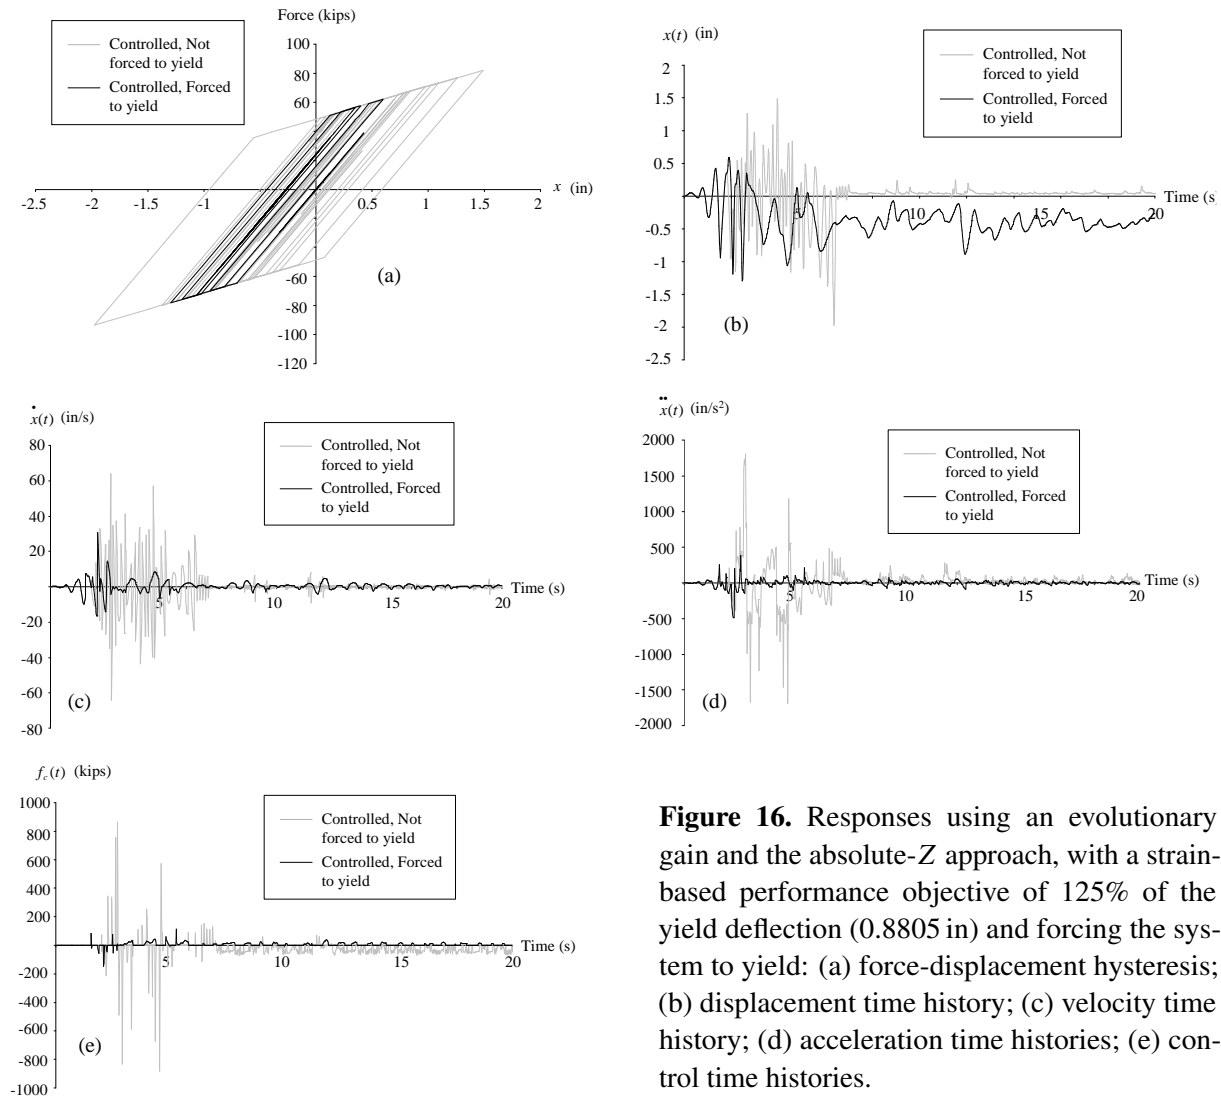 Force (kips)
Controlled, Not
forced to yield
Controlled, Forced
to yield
100
80
60
-2.5
-2
-1.5
-1
0.5
1
1.5
2
x (in)
-60
-80
-100
-120
(a)
x(t) (in)
Controlled, Not
forced to yield
Controlled, Forced
to yield
2
1.5
1
0.5
-0.5
-1
-1.5
-2
-2.5
5
10
15
20
Time (s)
(b)
ẋ(t) (in/s)
Controlled, Not
forced to yield
Controlled, Forced
to yield
80
60
40
20
-20
-40
-60
-80
5
10
15
20
Time (s)
(c)
ẍ(t) (in/s²)
Controlled, Not
forced to yield
Controlled, Forced
to yield
2000
1500
1000
500
-500
-1000
-1500
-2000
5
10
15
20
Time (s)
(d)
f_c(t) (kips)
Controlled, Not
forced to yield
Controlled, Forced
to yield
1000
800
600
400
200
-200
-400
-600
-800
-1000
5
10
15
20
Time (s)
(e)
Figure 16. Responses using an evolutionary
gain and the absolute-Z approach, with a strain-
based performance objective of 125% of the
yield deflection (0.8805 in) and forcing the sys-
tem to yield: (a) force-displacement hysteresis;
(b) displacement time history; (c) velocity time
history; (d) acceleration time histories; (e) con-
trol time histories.